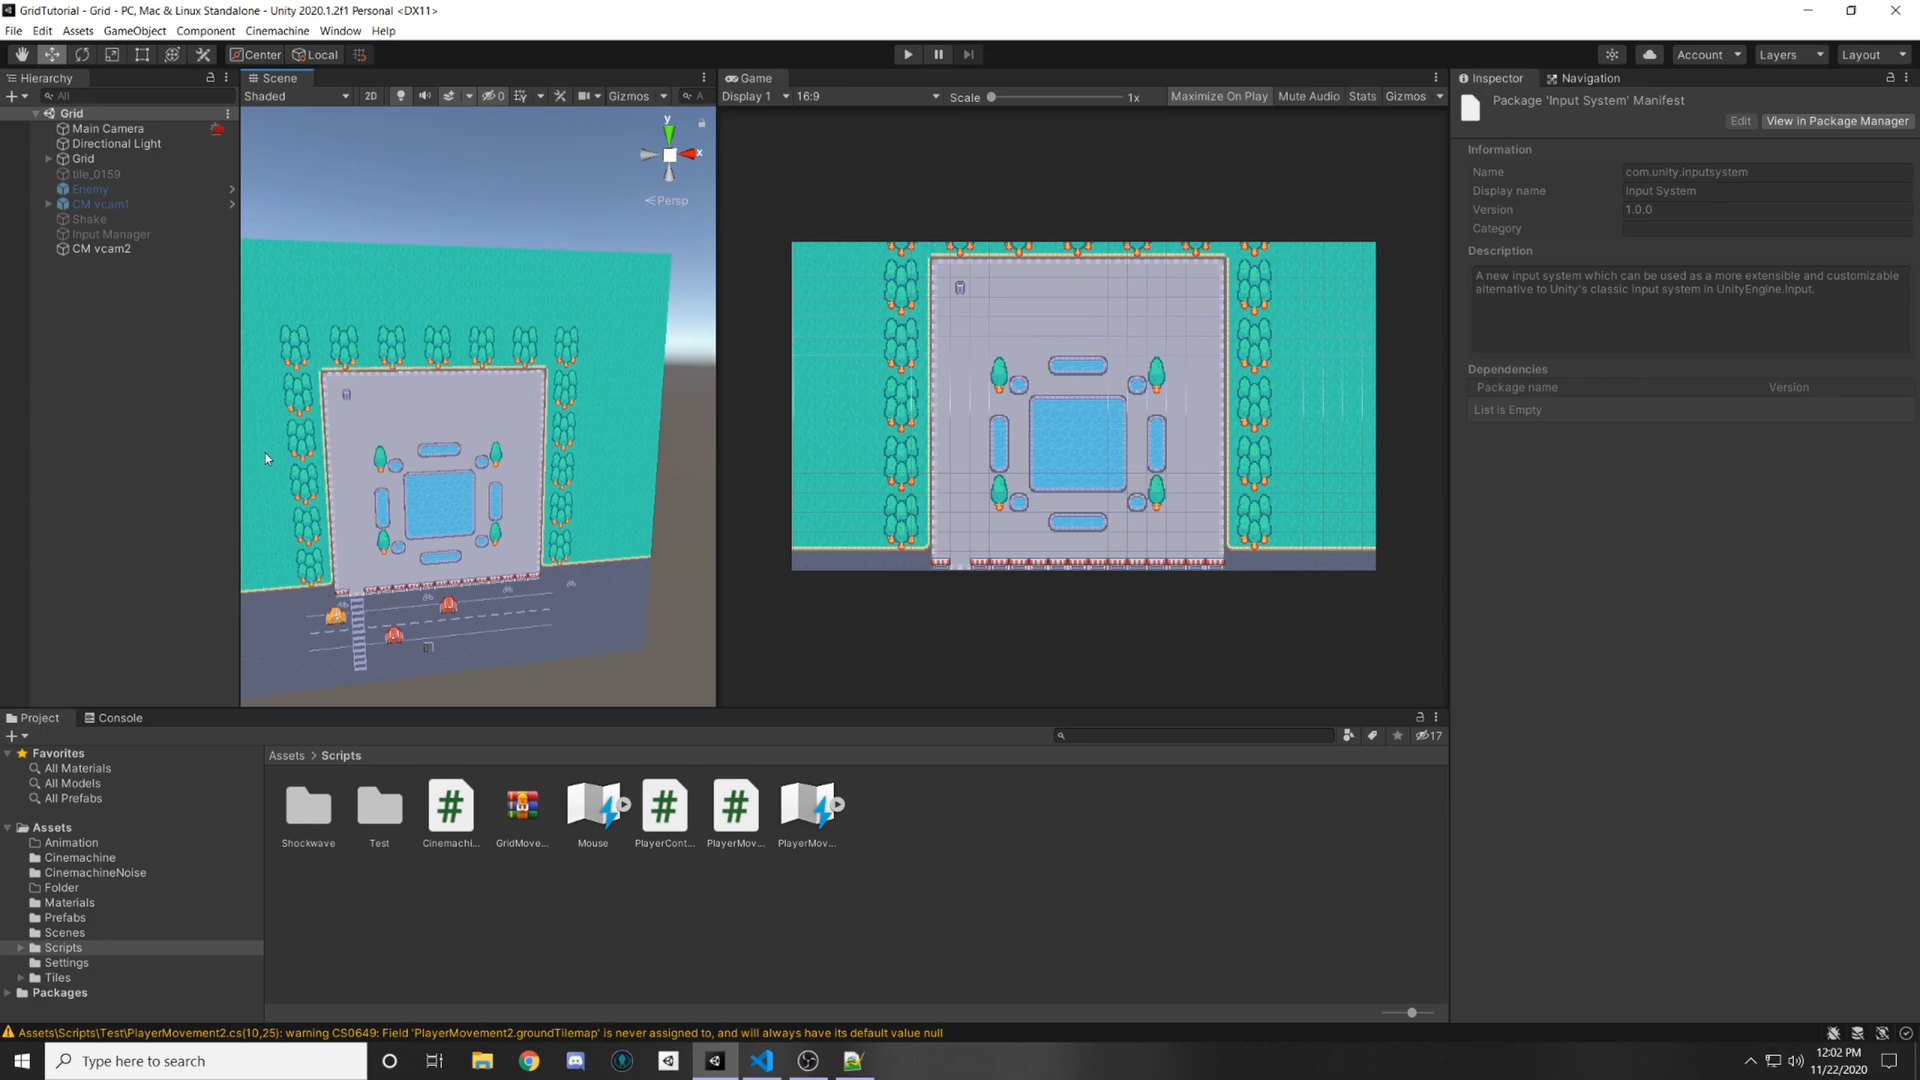 GridTutorial - Grid - PC, Mac & Linux Standalone - Unity 2020.1.2f1 Personal <DX11>
File Edit Assets GameObject Component Cinemachine Window Help
Center Local Account Layers Layout
Hierarchy Scene Game Inspector Navigation
All Shaded 2D 0 Gizmos A Display 1 16:9 Scale 1x Maximize On Play Mute Audio Stats Gizmos
Package 'Input System' Manifest
Edit View in Package Manager
Grid
Main Camera
Directional Light
Grid
tile_0159
Enemy
CM vcam1
Shake
Input Manager
CM vcam2
y
x
Persp
Information
Name com.unity.inputsystem
Display name Input System
Version 1.0.0
Category
Description
A new input system which can be used as a more extensible and customizable
alternative to Unity's classic input system in UnityEngine.Input.
Dependencies
Package name Version
List is Empty
Project Console
17
Favorites
All Materials
All Models
All Prefabs
Assets
Animation
Cinemachine
CinemachineNoise
Folder
Materials
Prefabs
Scenes
Scripts
Settings
Tiles
Packages
Assets > Scripts
Shockwave Test Cinemachi... GridMove... Mouse PlayerCont... PlayerMov... PlayerMov...
Assets\Scripts\Test\PlayerMovement2.cs(10,25): warning CS0649: Field 'PlayerMovement2.groundTilemap' is never assigned to, and will always have its default value null
Type here to search
12:02 PM
11/22/2020